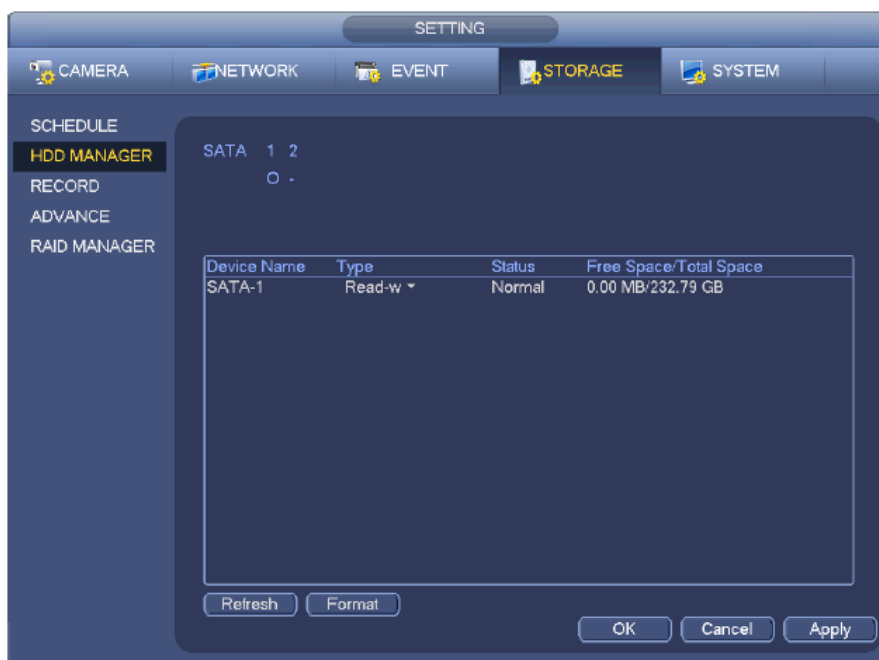 SETTING
CAMERA NETWORK EVENT STORAGE SYSTEM
SCHEDULE
HDD MANAGER
RECORD
ADVANCE
RAID MANAGER
SATA 1 2
O -
Device Name Type Status Free Space/Total Space
SATA-1 Read-w Normal 0.00 MB/232.79 GB
Refresh Format
OK Cancel Apply